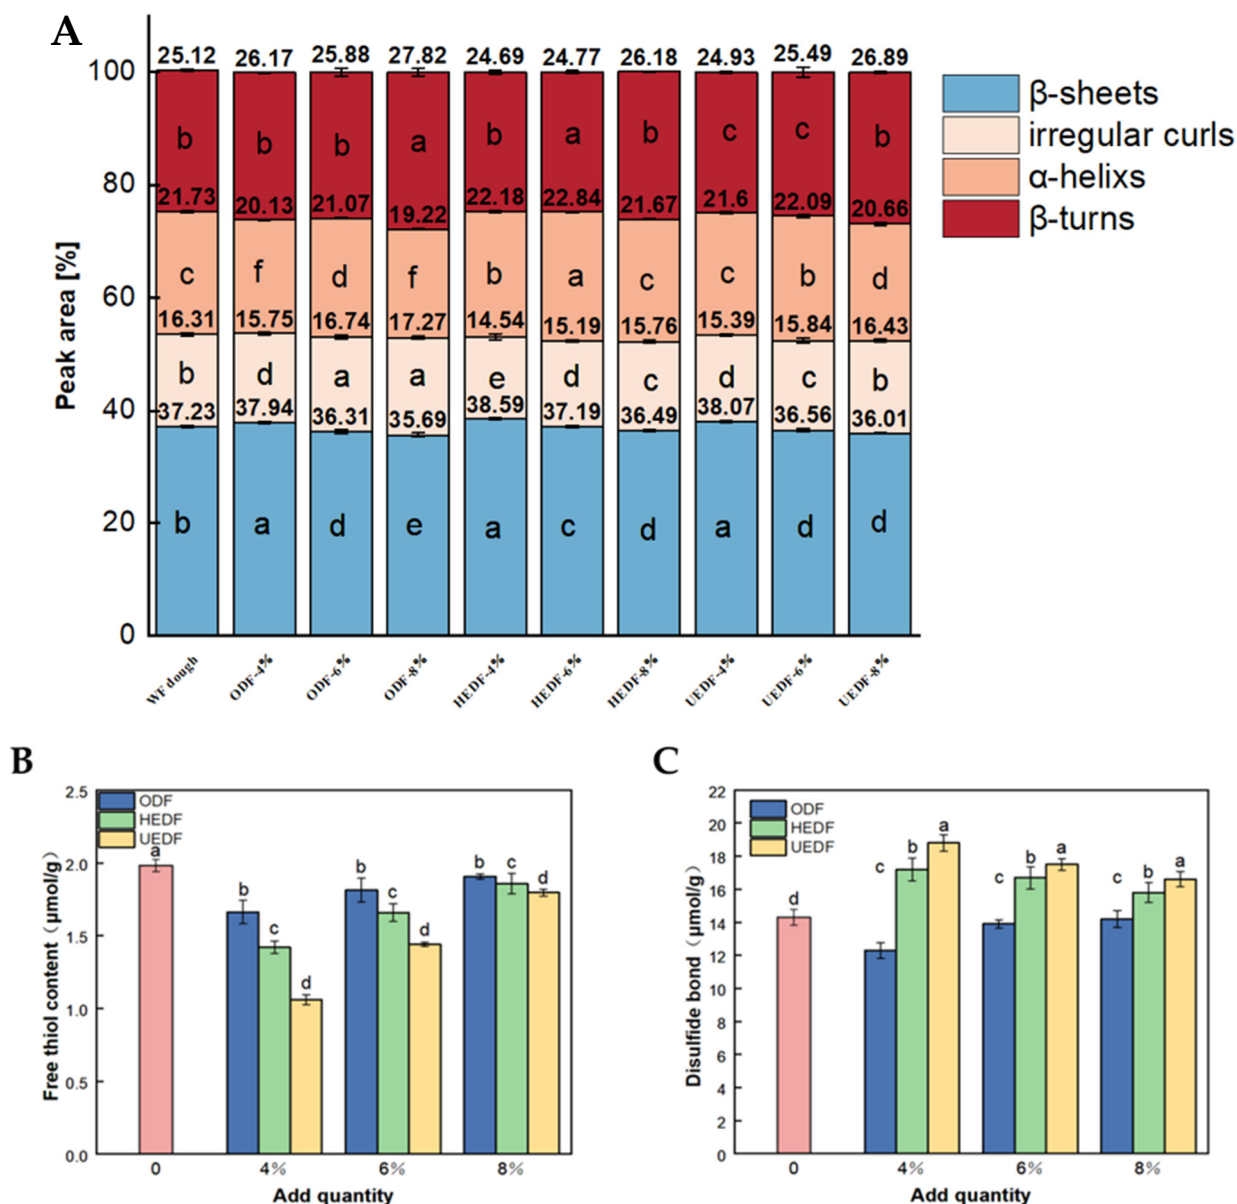 A
25.12 26.17 25.88 27.82 24.69 24.77 26.18 24.93 25.49 26.89
100
β-sheets
irregular curls
α-helixs
β-turns
b b b a b a b c c b
80
21.73 20.13 21.07 19.22 22.18 22.84 21.67 21.6 22.09 20.66
Peak area [%]
c f d f b a c c b d
60
16.31 15.75 16.74 17.27 14.54 15.19 15.76 15.39 15.84 16.43
b d a a e d c d c b
40
37.23 37.94 36.31 35.69 38.59 37.19 36.49 38.07 36.56 36.01
20
b a d e a c d a d d
0
WF dough ODF-4% ODF-6% ODF-8% HEDF-4% HEDF-6% HEDF-8% UEDF-4% UEDF-6% UEDF-8%
B
Free thiol content（μmol/g）
2.5
2.0
1.5
1.0
0.5
0.0
ODF
HEDF
UEDF
a
b c d
b c d
b c d
0 4% 6% 8%
Add quantity
C
Disulfide bond（μmol/g）
22
20
18
16
14
12
10
8
6
4
2
0
ODF
HEDF
UEDF
d
c b a
c b a
c b a
0 4% 6% 8%
Add quantity